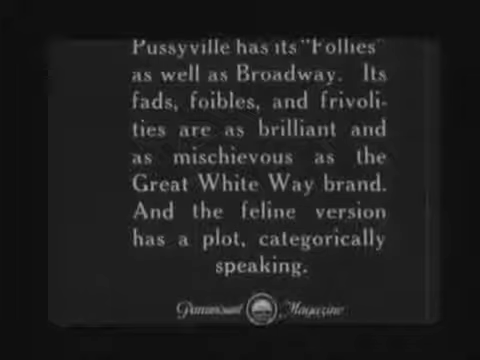 Pussyville has its "Follies"
as well as Broadway. Its
fads, foibles, and frivoli-
ties are as brilliant and
as mischievous as the
Great White Way brand.
And the feline version
has a plot, categorically
speaking.
Paramount Magazine